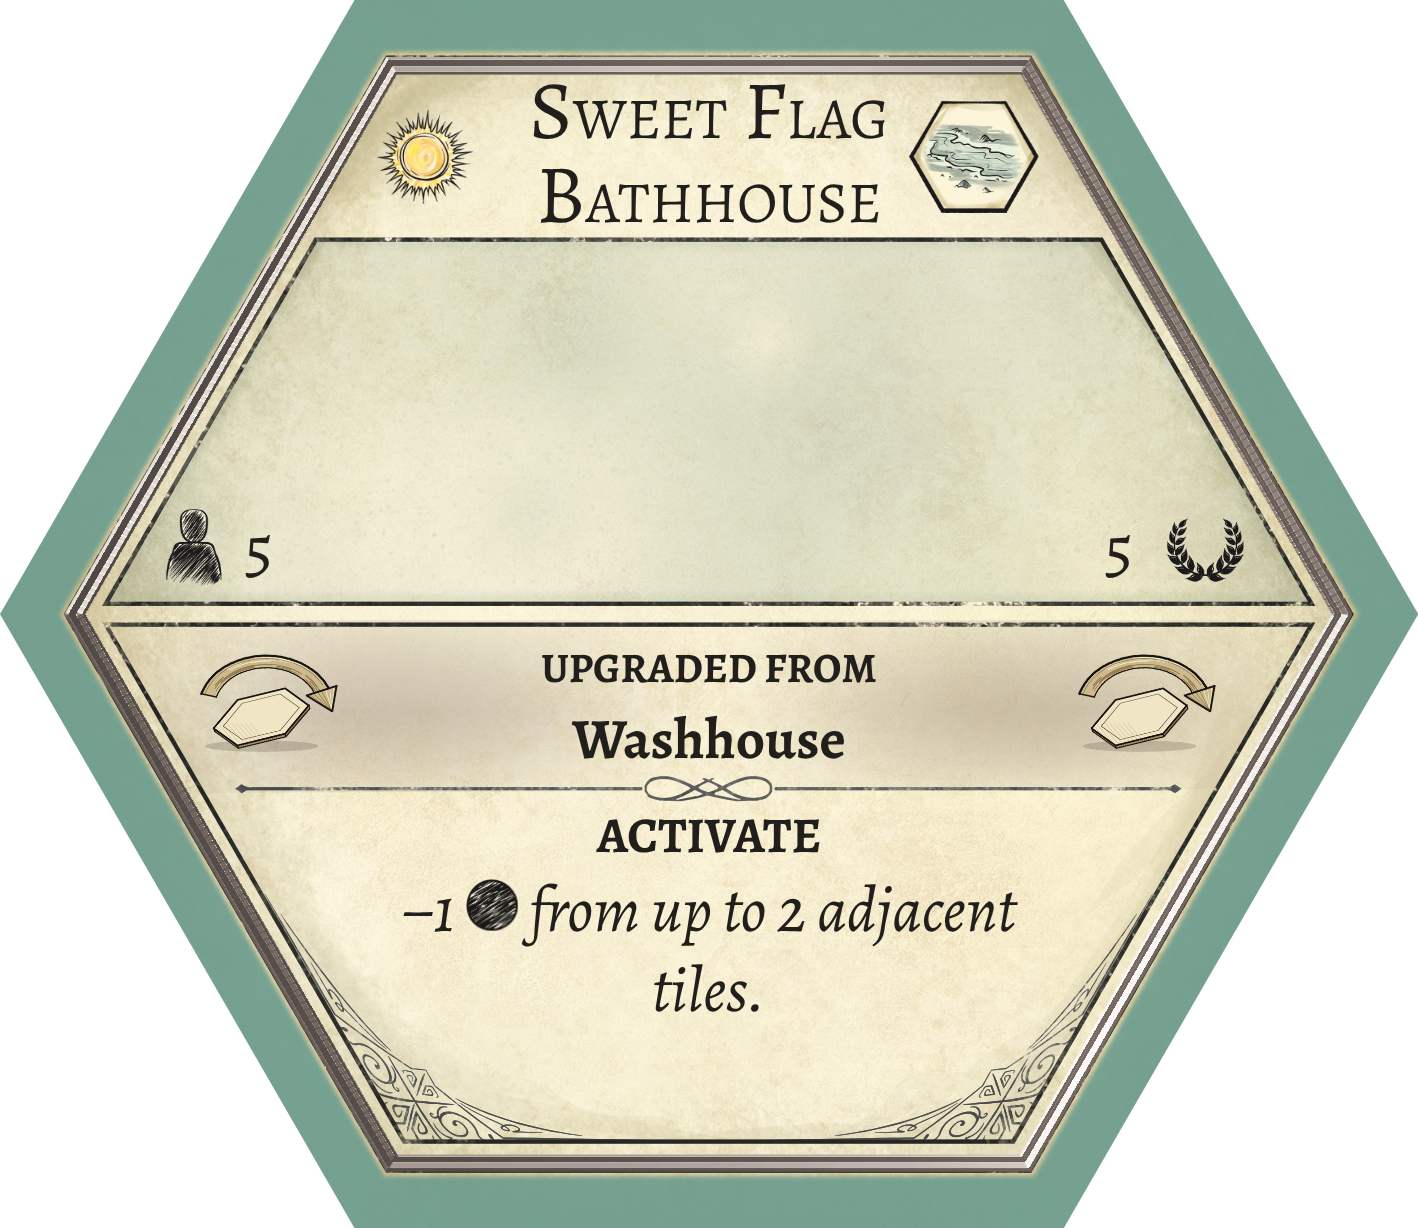 Sweet Flag
Bathhouse
5
5
UPGRADED FROM
Washhouse
ACTIVATE
–1 from up to 2 adjacent
tiles.